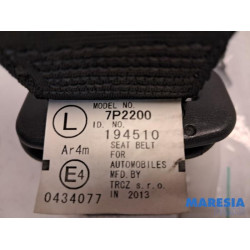 MODEL NO.
7P2200
L
ID. NO.
194510
Ar4m
SEAT BELT
FOR
AUTOMOBILES
E4
MFD.BY
TRCZ s.r.o.
0434077
IN 2013
MARESIA